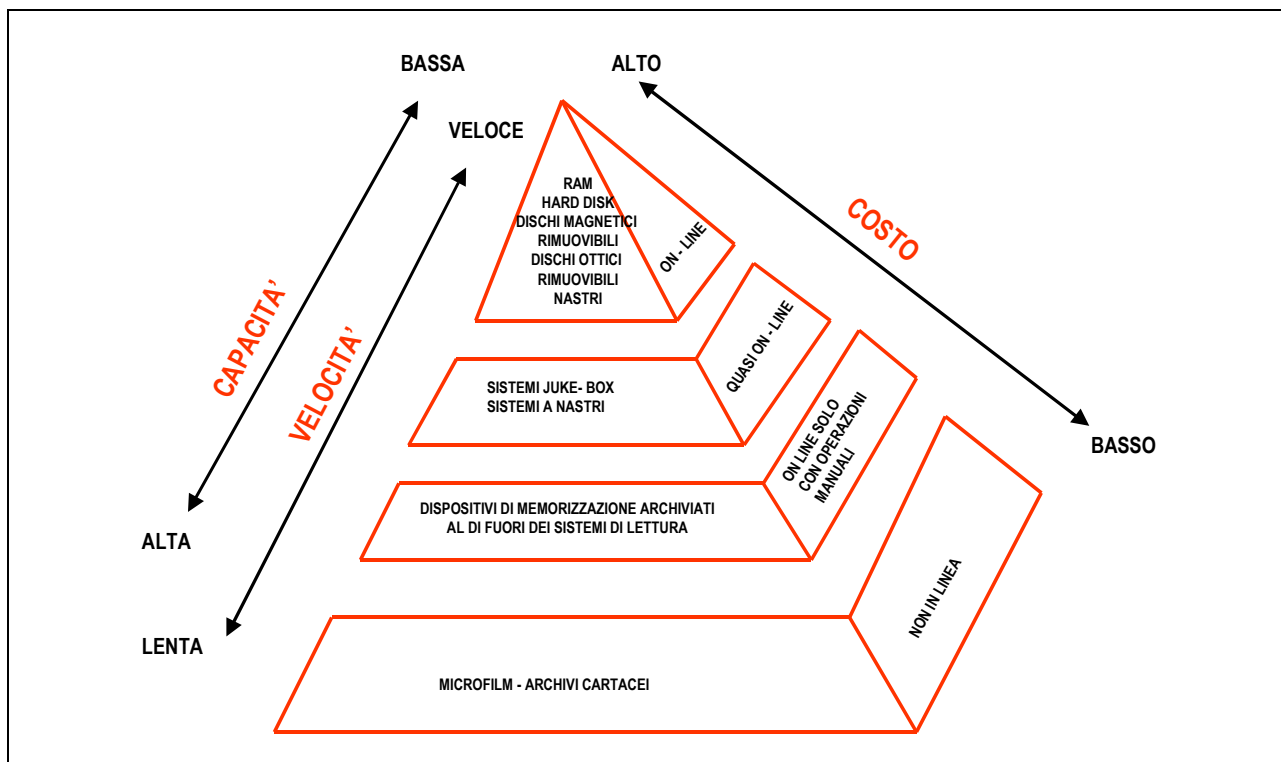 BASSA
ALTO
VELOCE
RAM
HARD DISK
DISCHI MAGNETICI
RIMUOVIBILI
DISCHI OTTICI
RIMUOVIBILI
NASTRI
ON - LINE
COSTO
CAPACITA’
VELOCITA’
QUASI ON - LINE
SISTEMI JUKE- BOX
SISTEMI A NASTRI
ON LINE SOLO
CON OPERAZIONI
MANUALI
BASSO
DISPOSITIVI DI MEMORIZZAZIONE ARCHIVIATI
AL DI FUORI DEI SISTEMI DI LETTURA
ALTA
NON IN LINEA
LENTA
MICROFILM - ARCHIVI CARTACEI